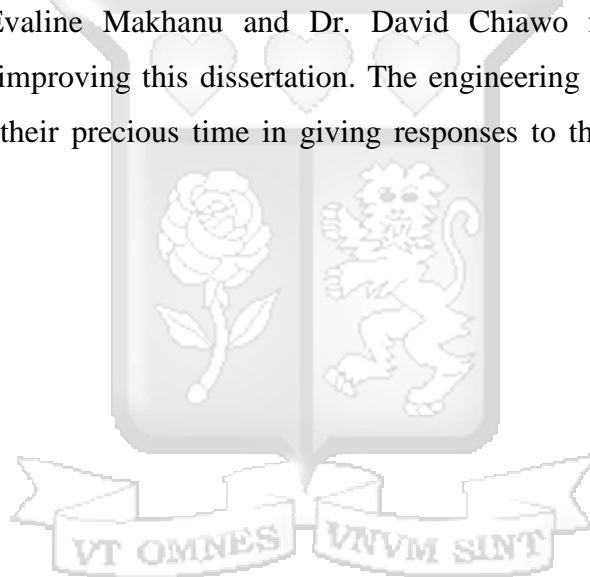 Evaline Makhanu and Dr. David Chiawo
improving this dissertation. The engineering
their precious time in giving responses to
VT OMNES VNVM SINT